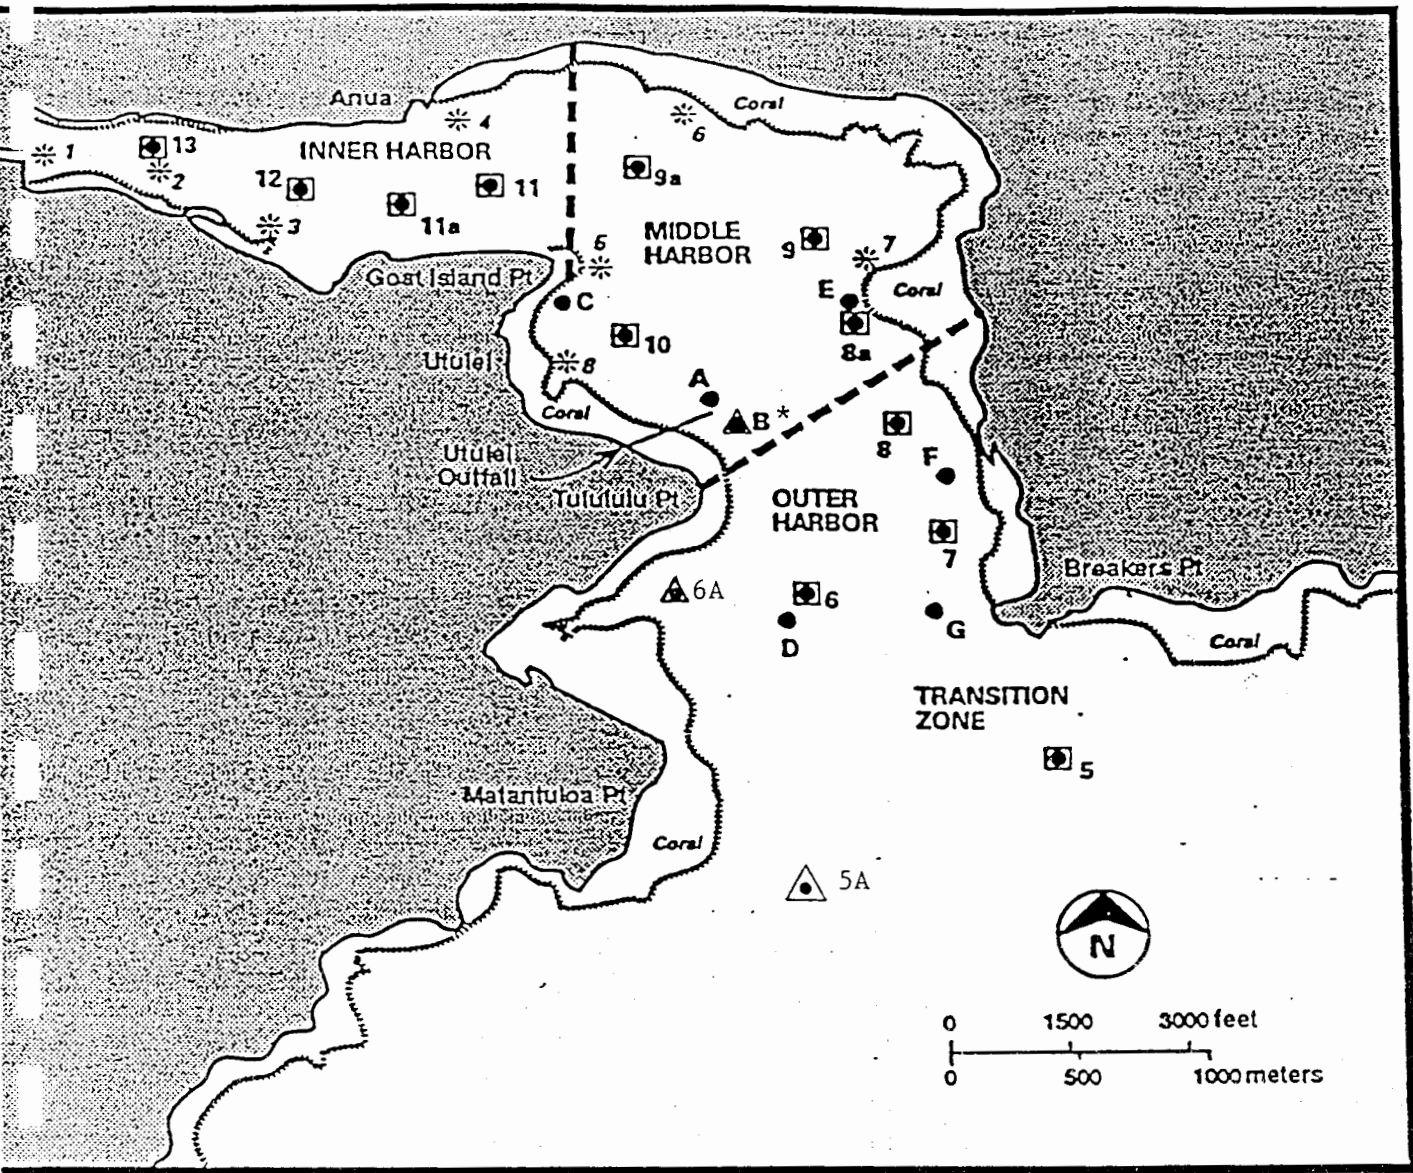 Anua
Coral
4
6
1
13
INNER HARBOR
2
12
11
9a
3
11a
MIDDLE
HARBOR
9
7
6
Goat Island Pt
C
E
Coral
10
8a
Utulei
8
A
Coral
B*
8
Utulei
Outfall
F
Tulutulu Pt
OUTER
HARBOR
7
Breakers Pt
6A
6
D
G
Coral
TRANSITION
ZONE
5
Matantuloa Pt
Coral
5A
N
0 1500 3000 feet
0 500 1000 meters